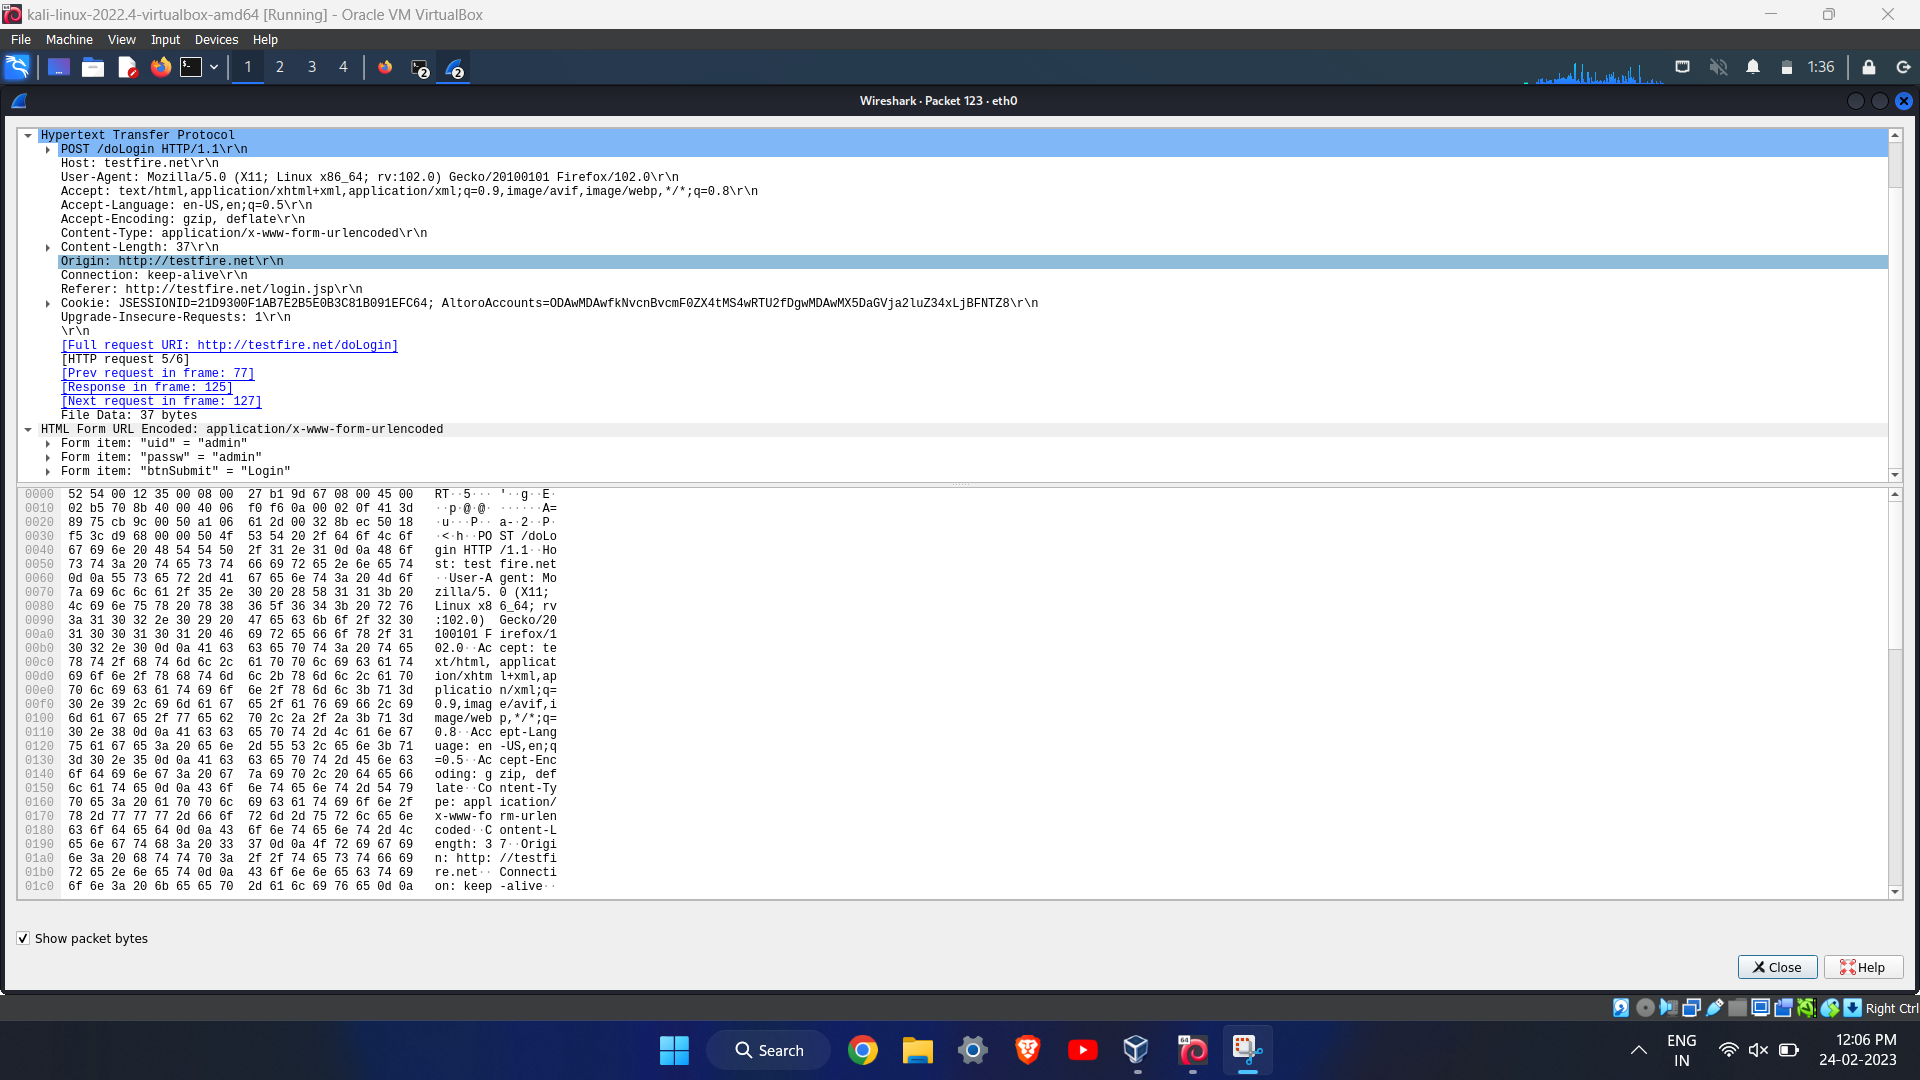 kali-linux-2022.4-virtualbox-amd64 [Running] - Oracle VM VirtualBox
File Machine View Input Devices Help
1 2 3 4 2 2 1:36
Wireshark · Packet 123 · eth0
Hypertext Transfer Protocol
POST /doLogin HTTP/1.1\r\n
Host: testfire.net\r\n
User-Agent: Mozilla/5.0 (X11; Linux x86_64; rv:102.0) Gecko/20100101 Firefox/102.0\r\n
Accept: text/html,application/xhtml+xml,application/xml;q=0.9,image/avif,image/webp,*/*;q=0.8\r\n
Accept-Language: en-US,en;q=0.5\r\n
Accept-Encoding: gzip, deflate\r\n
Content-Type: application/x-www-form-urlencoded\r\n
Content-Length: 37\r\n
Origin: http://testfire.net\r\n
Connection: keep-alive\r\n
Referer: http://testfire.net/login.jsp\r\n
Cookie: JSESSIONID=21D9300F1AB7E2B5E0B3C81B091EFC64; AltoroAccounts=ODAwMDAwfkNvcnBvcmF0ZX4tMS4wRTU2fDgwMDAwMX5DaGVja2luZ34xLjBFNTZ8\r\n
Upgrade-Insecure-Requests: 1\r\n
\r\n
[Full request URI: http://testfire.net/doLogin]
[HTTP request 5/6]
[Prev request in frame: 77]
[Response in frame: 125]
[Next request in frame: 127]
File Data: 37 bytes
HTML Form URL Encoded: application/x-www-form-urlencoded
Form item: "uid" = "admin"
Form item: "passw" = "admin"
Form item: "btnSubmit" = "Login"
0000 52 54 00 12 35 00 08 00 27 b1 9d 67 08 00 45 00 RT··5··· '··g··E·
0010 02 b5 70 8b 40 00 40 06 f0 f6 0a 00 02 0f 41 3d ··p·@·@· ······A=
0020 89 75 cb 9c 00 50 a1 06 61 2d 00 32 8b ec 50 18 ·u···P·· a-·2··P·
0030 f5 3c d9 68 00 00 50 4f 53 54 20 2f 64 6f 4c 6f ·<·h··PO ST /doLo
0040 67 69 6e 20 48 54 54 50 2f 31 2e 31 0d 0a 48 6f gin HTTP /1.1··Ho
0050 73 74 3a 20 74 65 73 74 66 69 72 65 2e 6e 65 74 st: test fire.net
0060 0d 0a 55 73 65 72 2d 41 67 65 6e 74 3a 20 4d 6f ··User-A gent: Mo
0070 7a 69 6c 6c 61 2f 35 2e 30 20 28 58 31 31 3b 20 zilla/5. 0 (X11;
0080 4c 69 6e 75 78 20 78 38 36 5f 36 34 3b 20 72 76 Linux x8 6_64; rv
0090 3a 31 30 32 2e 30 29 20 47 65 63 6b 6f 2f 32 30 :102.0)  Gecko/20
00a0 31 30 30 31 30 31 20 46 69 72 65 66 6f 78 2f 31 100101 F irefox/1
00b0 30 32 2e 30 0d 0a 41 63 63 65 70 74 3a 20 74 65 02.0··Ac cept: te
00c0 78 74 2f 68 74 6d 6c 2c 61 70 70 6c 69 63 61 74 xt/html, applicat
00d0 69 6f 6e 2f 78 68 74 6d 6c 2b 78 6d 6c 2c 61 70 ion/xhtm l+xml,ap
00e0 70 6c 69 63 61 74 69 6f 6e 2f 78 6d 6c 3b 71 3d plicatio n/xml;q=
00f0 30 2e 39 2c 69 6d 61 67 65 2f 61 76 69 66 2c 69 0.9,imag e/avif,i
0100 6d 61 67 65 2f 77 65 62 70 2c 2a 2f 2a 3b 71 3d mage/web p,*/*;q=
0110 30 2e 38 0d 0a 41 63 63 65 70 74 2d 4c 61 6e 67 0.8··Acc ept-Lang
0120 75 61 67 65 3a 20 65 6e 2d 55 53 2c 65 6e 3b 71 uage: en -US,en;q
0130 3d 30 2e 35 0d 0a 41 63 63 65 70 74 2d 45 6e 63 =0.5··Ac cept-Enc
0140 6f 64 69 6e 67 3a 20 67 7a 69 70 2c 20 64 65 66 oding: g zip, def
0150 6c 61 74 65 0d 0a 43 6f 6e 74 65 6e 74 2d 54 79 late··Co ntent-Ty
0160 70 65 3a 20 61 70 70 6c 69 63 61 74 69 6f 6e 2f pe: appl ication/
0170 78 2d 77 77 77 2d 66 6f 72 6d 2d 75 72 6c 65 6e x-www-fo rm-urlen
0180 63 6f 64 65 64 0d 0a 43 6f 6e 74 65 6e 74 2d 4c coded··C ontent-L
0190 65 6e 67 74 68 3a 20 33 37 0d 0a 4f 72 69 67 69 ength: 3 7··Origi
01a0 6e 3a 20 68 74 74 70 3a 2f 2f 74 65 73 74 66 69 n: http: //testfi
01b0 72 65 2e 6e 65 74 0d 0a 43 6f 6e 6e 65 63 74 69 re.net·· Connecti
01c0 6f 6e 3a 20 6b 65 65 70 2d 61 6c 69 76 65 0d 0a on: keep -alive··
Show packet bytes
Close Help
Right Ctrl
Search
64
ENG
IN
12:06 PM
24-02-2023